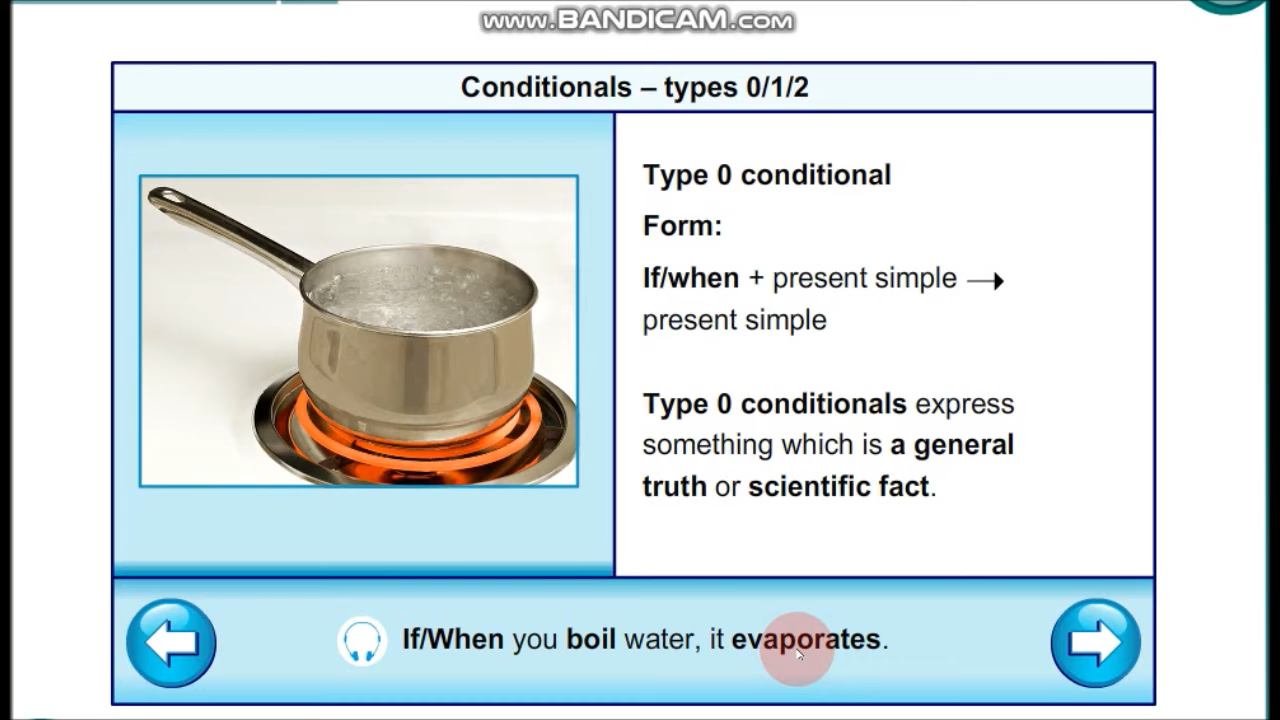 www.BANDICAM.com
Conditionals – types 0/1/2
Type 0 conditional
Form:
If/when + present simple →
present simple
Type 0 conditionals express
something which is a general
truth or scientific fact.
If/When you boil water, it evaporates.